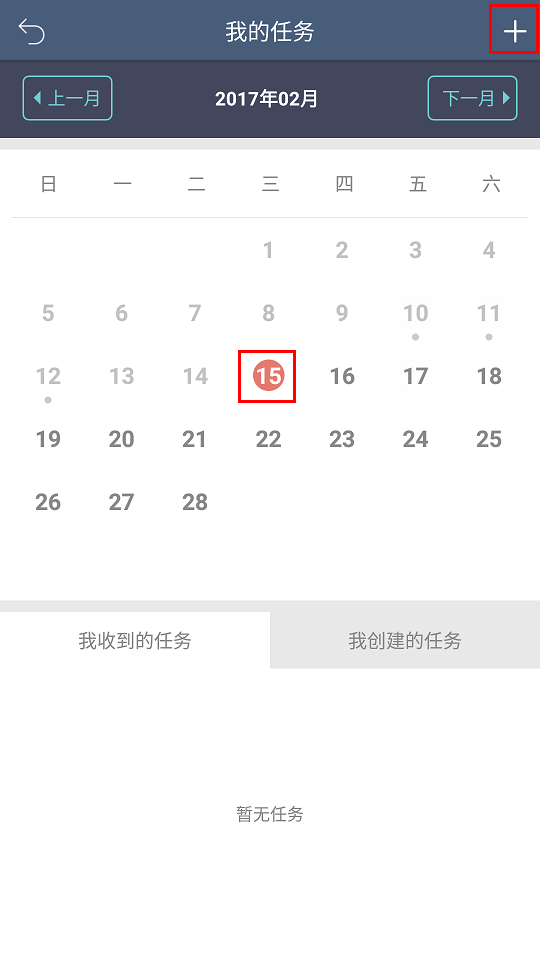 我的任务
上一月 2017年02月 下一月
日 一 二 三 四 五 六
1 2 3 4
5 6 7 8 9 10 11
12 13 14 15 16 17 18
19 20 21 22 23 24 25
26 27 28
我收到的任务 我创建的任务
暂无任务